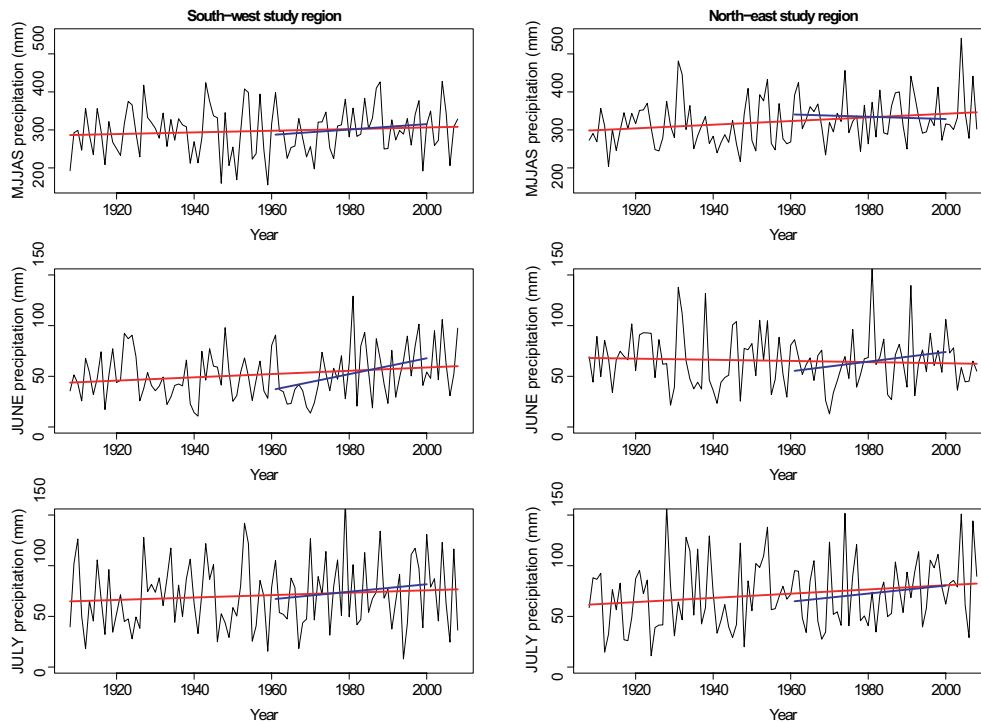 South-west study region
MJJAS precipitation (mm)
200 300 400 500
1920 1940 1960 1980 2000
Year
North-east study region
MJJAS precipitation (mm)
200 300 400 500
1920 1940 1960 1980 2000
Year
JUNE precipitation (mm)
0 50 100 150
1920 1940 1960 1980 2000
Year
JUNE precipitation (mm)
0 50 100 150
1920 1940 1960 1980 2000
Year
JULY precipitation (mm)
0 50 100 150
1920 1940 1960 1980 2000
Year
JULY precipitation (mm)
0 50 100 150
1920 1940 1960 1980 2000
Year